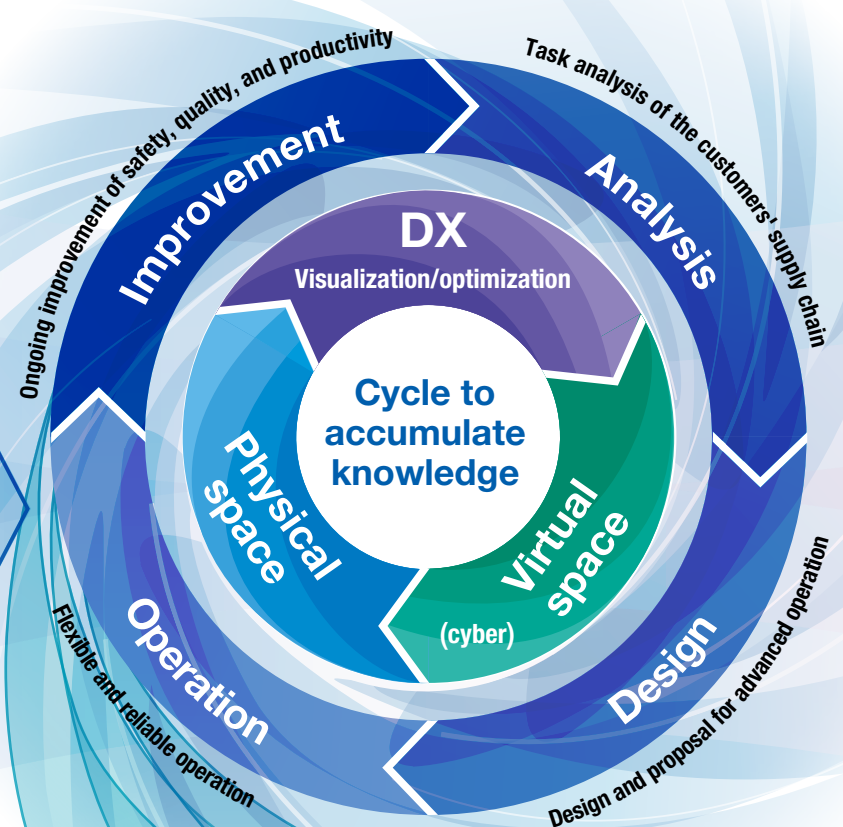 Ongoing improvement of safety, quality, and productivity
Task analysis of the customers' supply chain
Improvement
Analysis
DX
Visualization/optimization
Cycle to
accumulate
knowledge
Physical
space
Virtual
space
(cyber)
Operation
Design
Flexible and reliable operation
Design and proposal for advanced operation